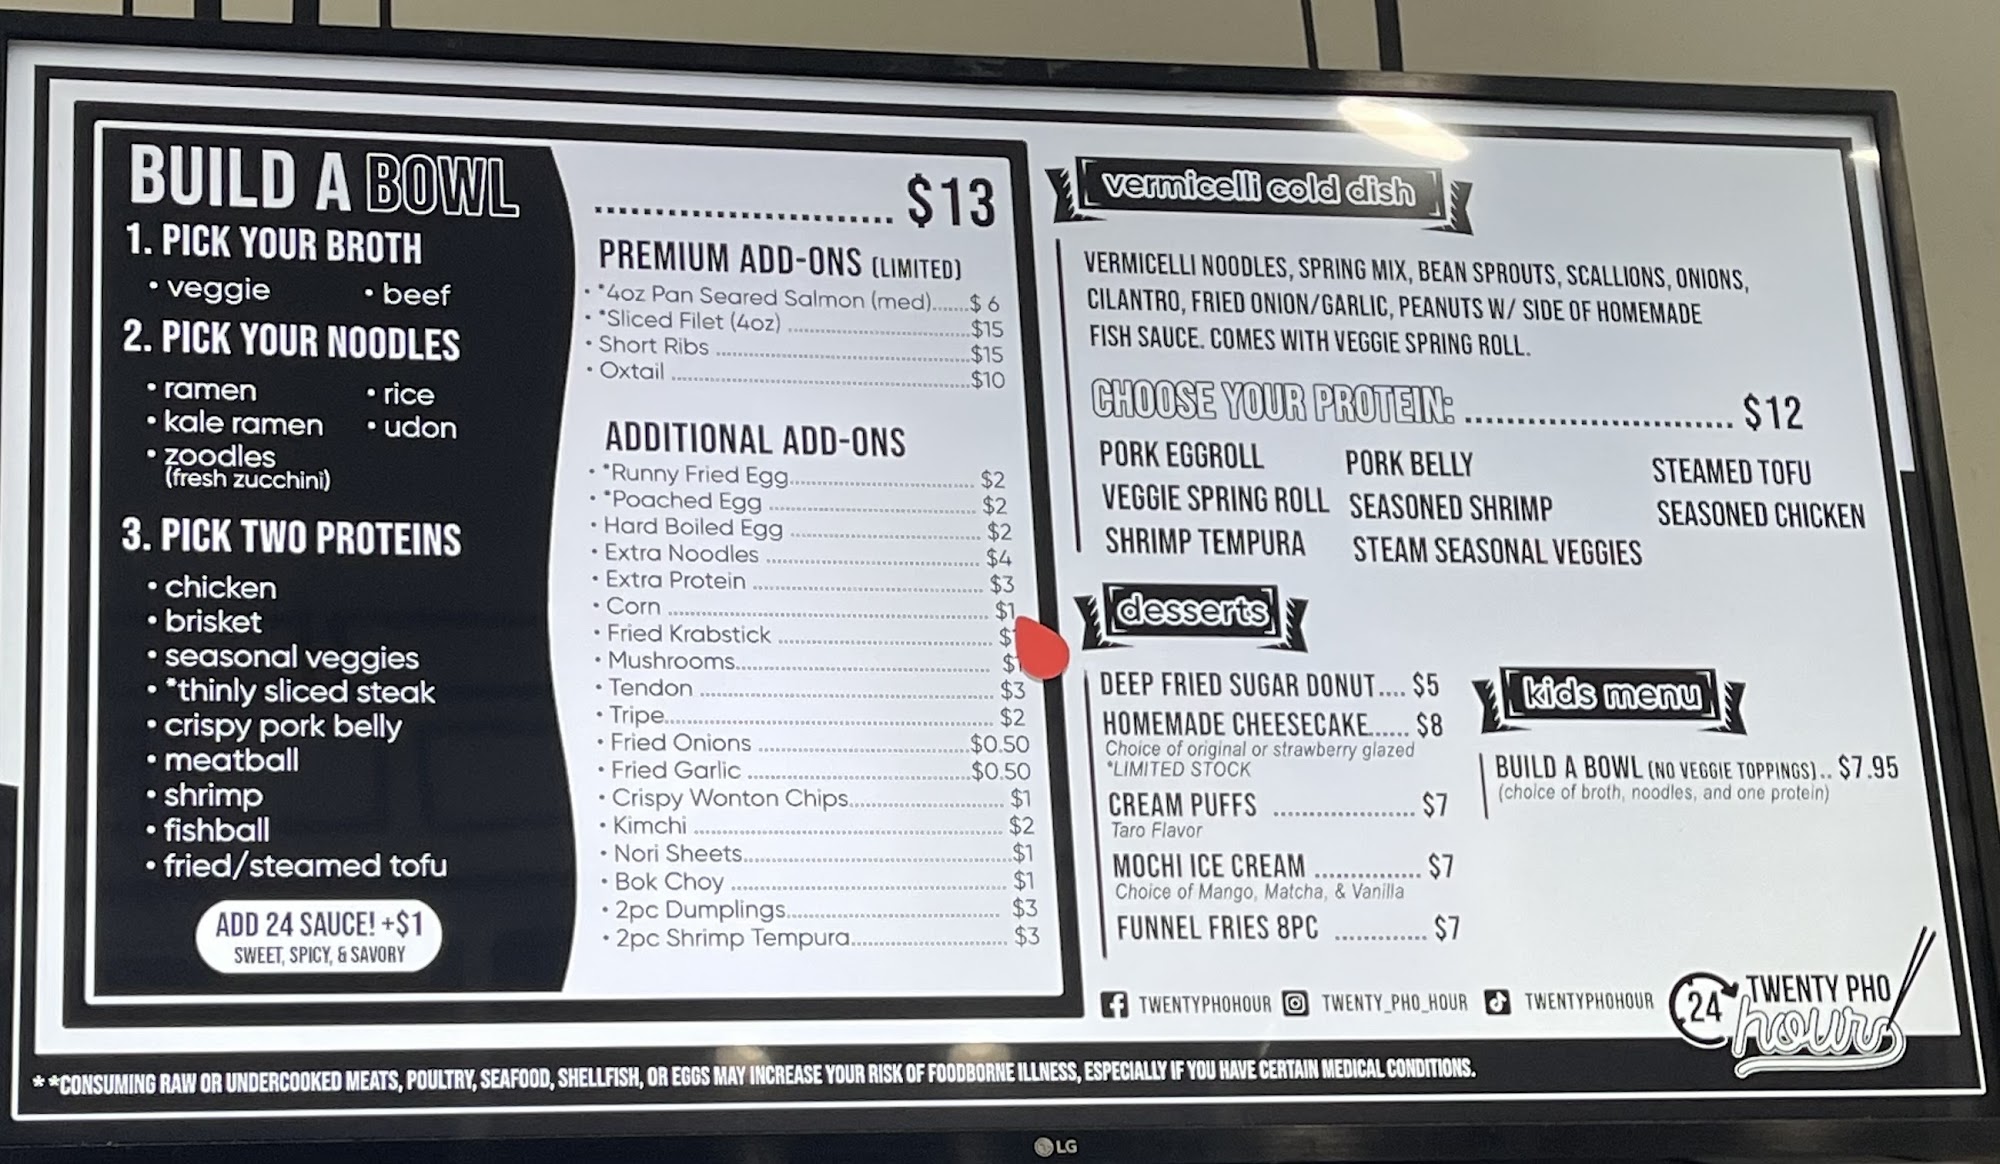 BUILD A BOWL
1. PICK YOUR BROTH
• veggie • beef
2. PICK YOUR NOODLES
• ramen • rice
• kale ramen • udon
• zoodles
(fresh zucchini)
3. PICK TWO PROTEINS
• chicken
• brisket
• seasonal veggies
• *thinly sliced steak
• crispy pork belly
• meatball
• shrimp
• fishball
• fried/steamed tofu
ADD 24 SAUCE! +$1
SWEET, SPICY, & SAVORY
$13
PREMIUM ADD-ONS (LIMITED)
• *4oz Pan Seared Salmon (med)...... $ 6
• *Sliced Filet (4oz) ...... $15
• Short Ribs ...... $15
• Oxtail ...... $10
ADDITIONAL ADD-ONS
• *Runny Fried Egg...... $2
• *Poached Egg ...... $2
• Hard Boiled Egg ...... $2
• Extra Noodles ...... $4
• Extra Protein ...... $3
• Corn ...... $1
• Fried Krabstick ...... $
• Mushrooms...... $1
• Tendon ...... $3
• Tripe...... $2
• Fried Onions ...... $0.50
• Fried Garlic ...... $0.50
• Crispy Wonton Chips...... $1
• Kimchi ...... $2
• Nori Sheets...... $1
• Bok Choy ...... $1
• 2pc Dumplings...... $3
• 2pc Shrimp Tempura...... $3
vermicelli cold dish
VERMICELLI NOODLES, SPRING MIX, BEAN SPROUTS, SCALLIONS, ONIONS,
CILANTRO, FRIED ONION/GARLIC, PEANUTS W/ SIDE OF HOMEMADE
FISH SAUCE. COMES WITH VEGGIE SPRING ROLL.
CHOOSE YOUR PROTEIN: ...... $12
PORK EGGROLL PORK BELLY STEAMED TOFU
VEGGIE SPRING ROLL SEASONED SHRIMP SEASONED CHICKEN
SHRIMP TEMPURA STEAM SEASONAL VEGGIES
desserts
DEEP FRIED SUGAR DONUT.... $5
HOMEMADE CHEESECAKE...... $8
Choice of original or strawberry glazed
*LIMITED STOCK
CREAM PUFFS ...... $7
Taro Flavor
MOCHI ICE CREAM ...... $7
Choice of Mango, Matcha, & Vanilla
FUNNEL FRIES 8PC ...... $7
kids menu
BUILD A BOWL (NO VEGGIE TOPPINGS).. $7.95
(choice of broth, noodles, and one protein)
TWENTYPHOHOUR TWENTY_PHO_HOUR TWENTYPHOHOUR
24 TWENTY PHO
hour
**CONSUMING RAW OR UNDERCOOKED MEATS, POULTRY, SEAFOOD, SHELLFISH, OR EGGS MAY INCREASE YOUR RISK OF FOODBORNE ILLNESS, ESPECIALLY IF YOU HAVE CERTAIN MEDICAL CONDITIONS.
LG